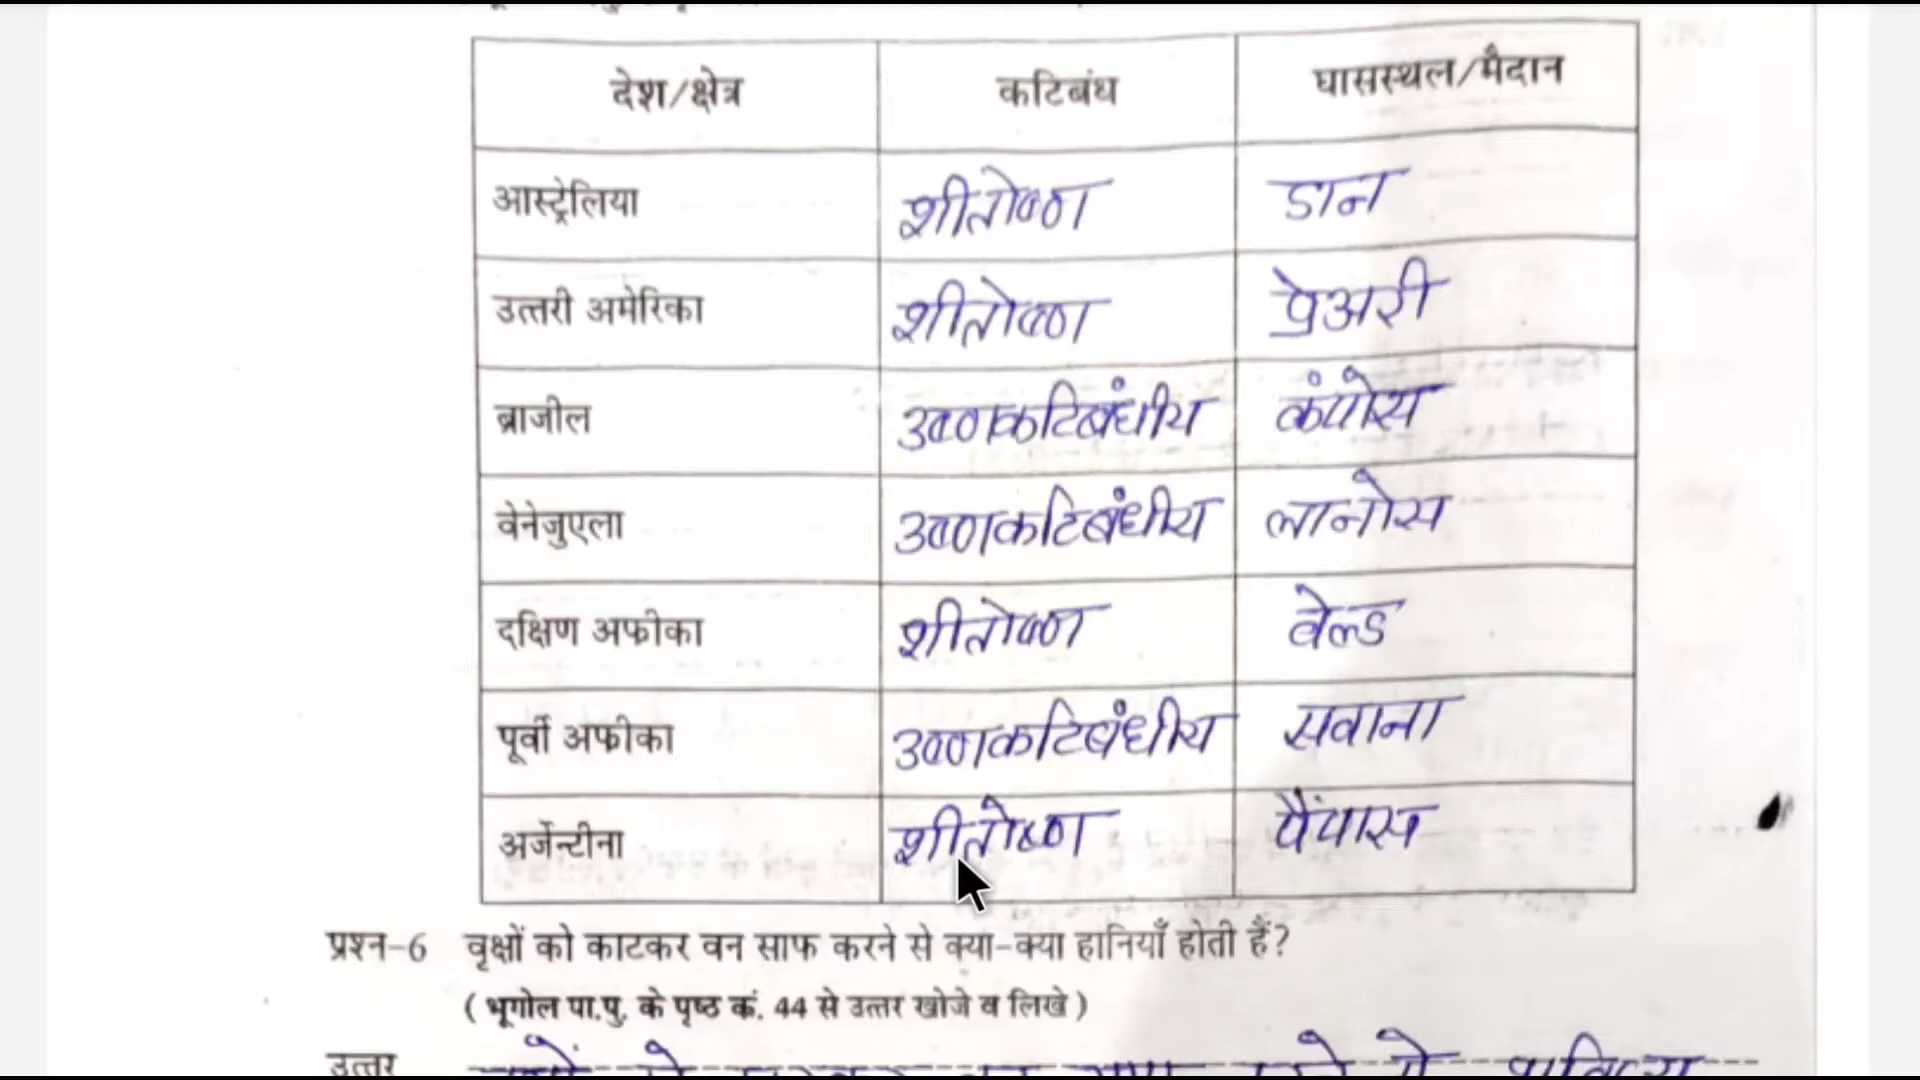 देश/क्षेत्र कटिबंध घासस्थल/मैदान
आस्ट्रेलिया शीतोष्ण डान
उत्तरी अमेरिका शीतोष्ण प्रेअरी
ब्राजील उष्णकटिबंधीय कंपोस
वेनेजुएला उष्णकटिबंधीय लानोस
दक्षिण अफ्रीका शीतोष्ण वेल्ड
पूर्वी अफ्रीका उष्णकटिबंधीय सवाना
अर्जेन्टीना शीतोष्ण पैंपास
प्रश्न-6 वृक्षों को काटकर वन साफ करने से क्या-क्या हानियाँ होती हैं?
( भूगोल पा.पु. के पृष्ठ कं. 44 से उत्तर खोजे व लिखे )
उत्तर